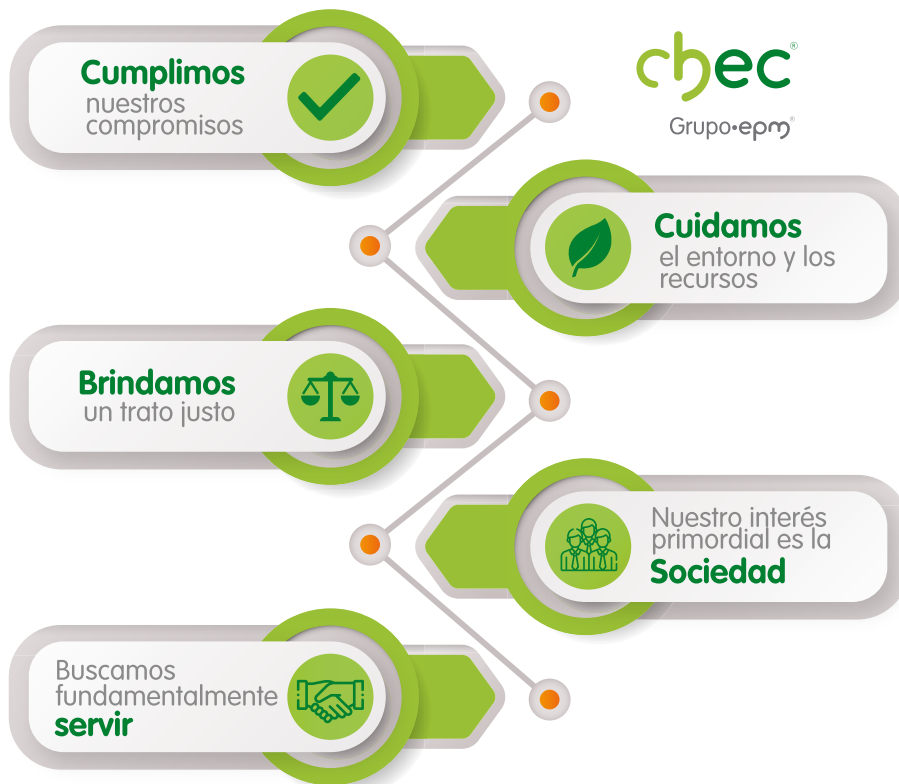 Cumplimos
nuestros
compromisos
chec®
Grupo•epm®
Cuidamos
el entorno y los
recursos
Brindamos
un trato justo
Nuestro interés
primordial es la
Sociedad
Buscamos
fundamentalmente
servir